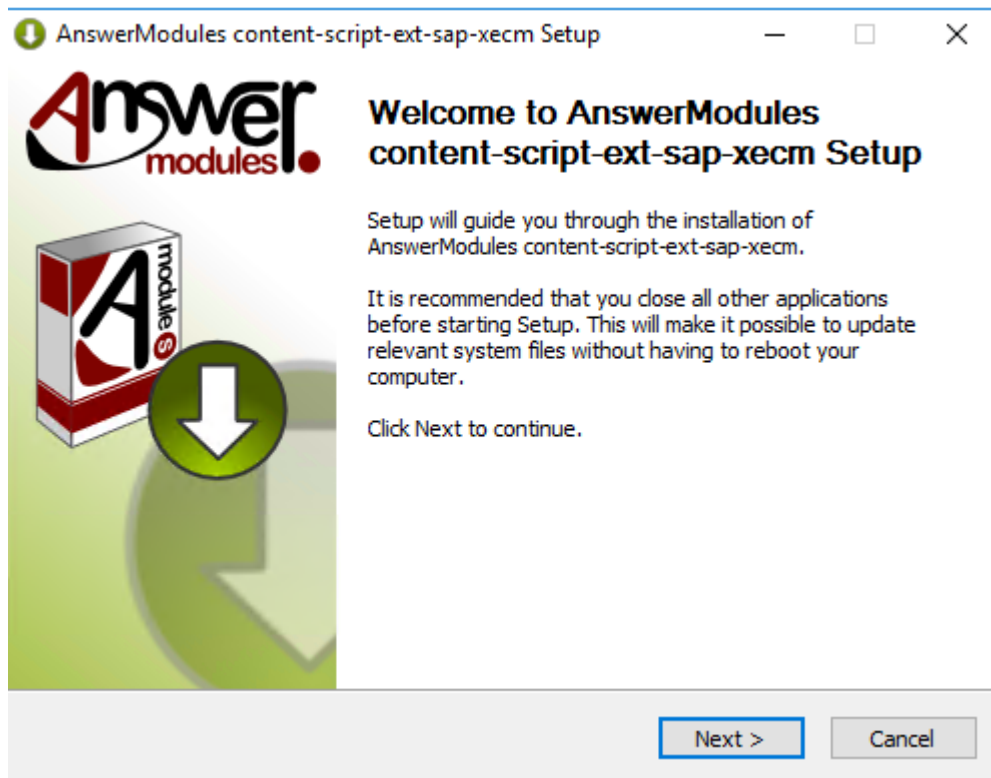 AnswerModules content-script-ext-sap-xecm Setup
Answer
modules
Welcome to AnswerModules
content-script-ext-sap-xecm Setup
Setup will guide you through the installation of
AnswerModules content-script-ext-sap-xecm.
It is recommended that you close all other applications
before starting Setup. This will make it possible to update
relevant system files without having to reboot your
computer.
Click Next to continue.
A
modules
Next >
Cancel